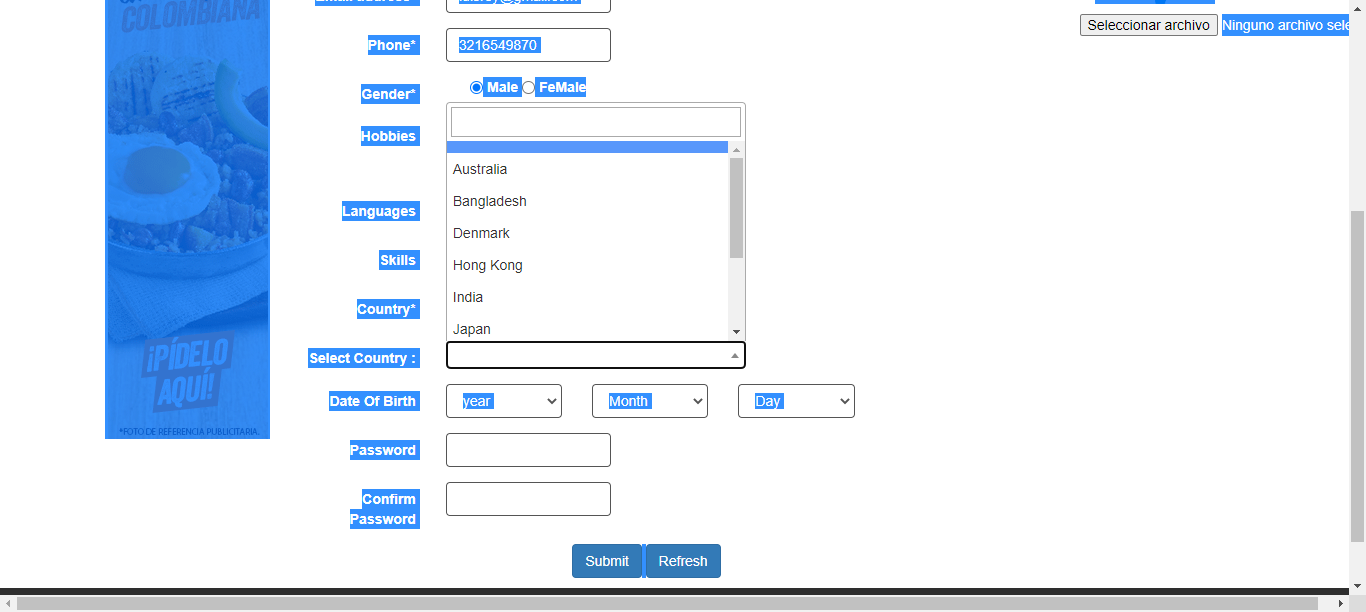 COLOMBIANA
Email address*
Seleccionar archivo Ninguno archivo sele
Phone* 3216549870
Gender* Male FeMale
Hobbies
Australia
Bangladesh
Denmark
Hong Kong
India
Japan
Languages
Skills
Country*
Select Country :
Date Of Birth year Month Day
Password
Confirm
Password
Submit Refresh
¡PÍDELO
AQUÍ!
*FOTO DE REFERENCIA PUBLICITARIA.